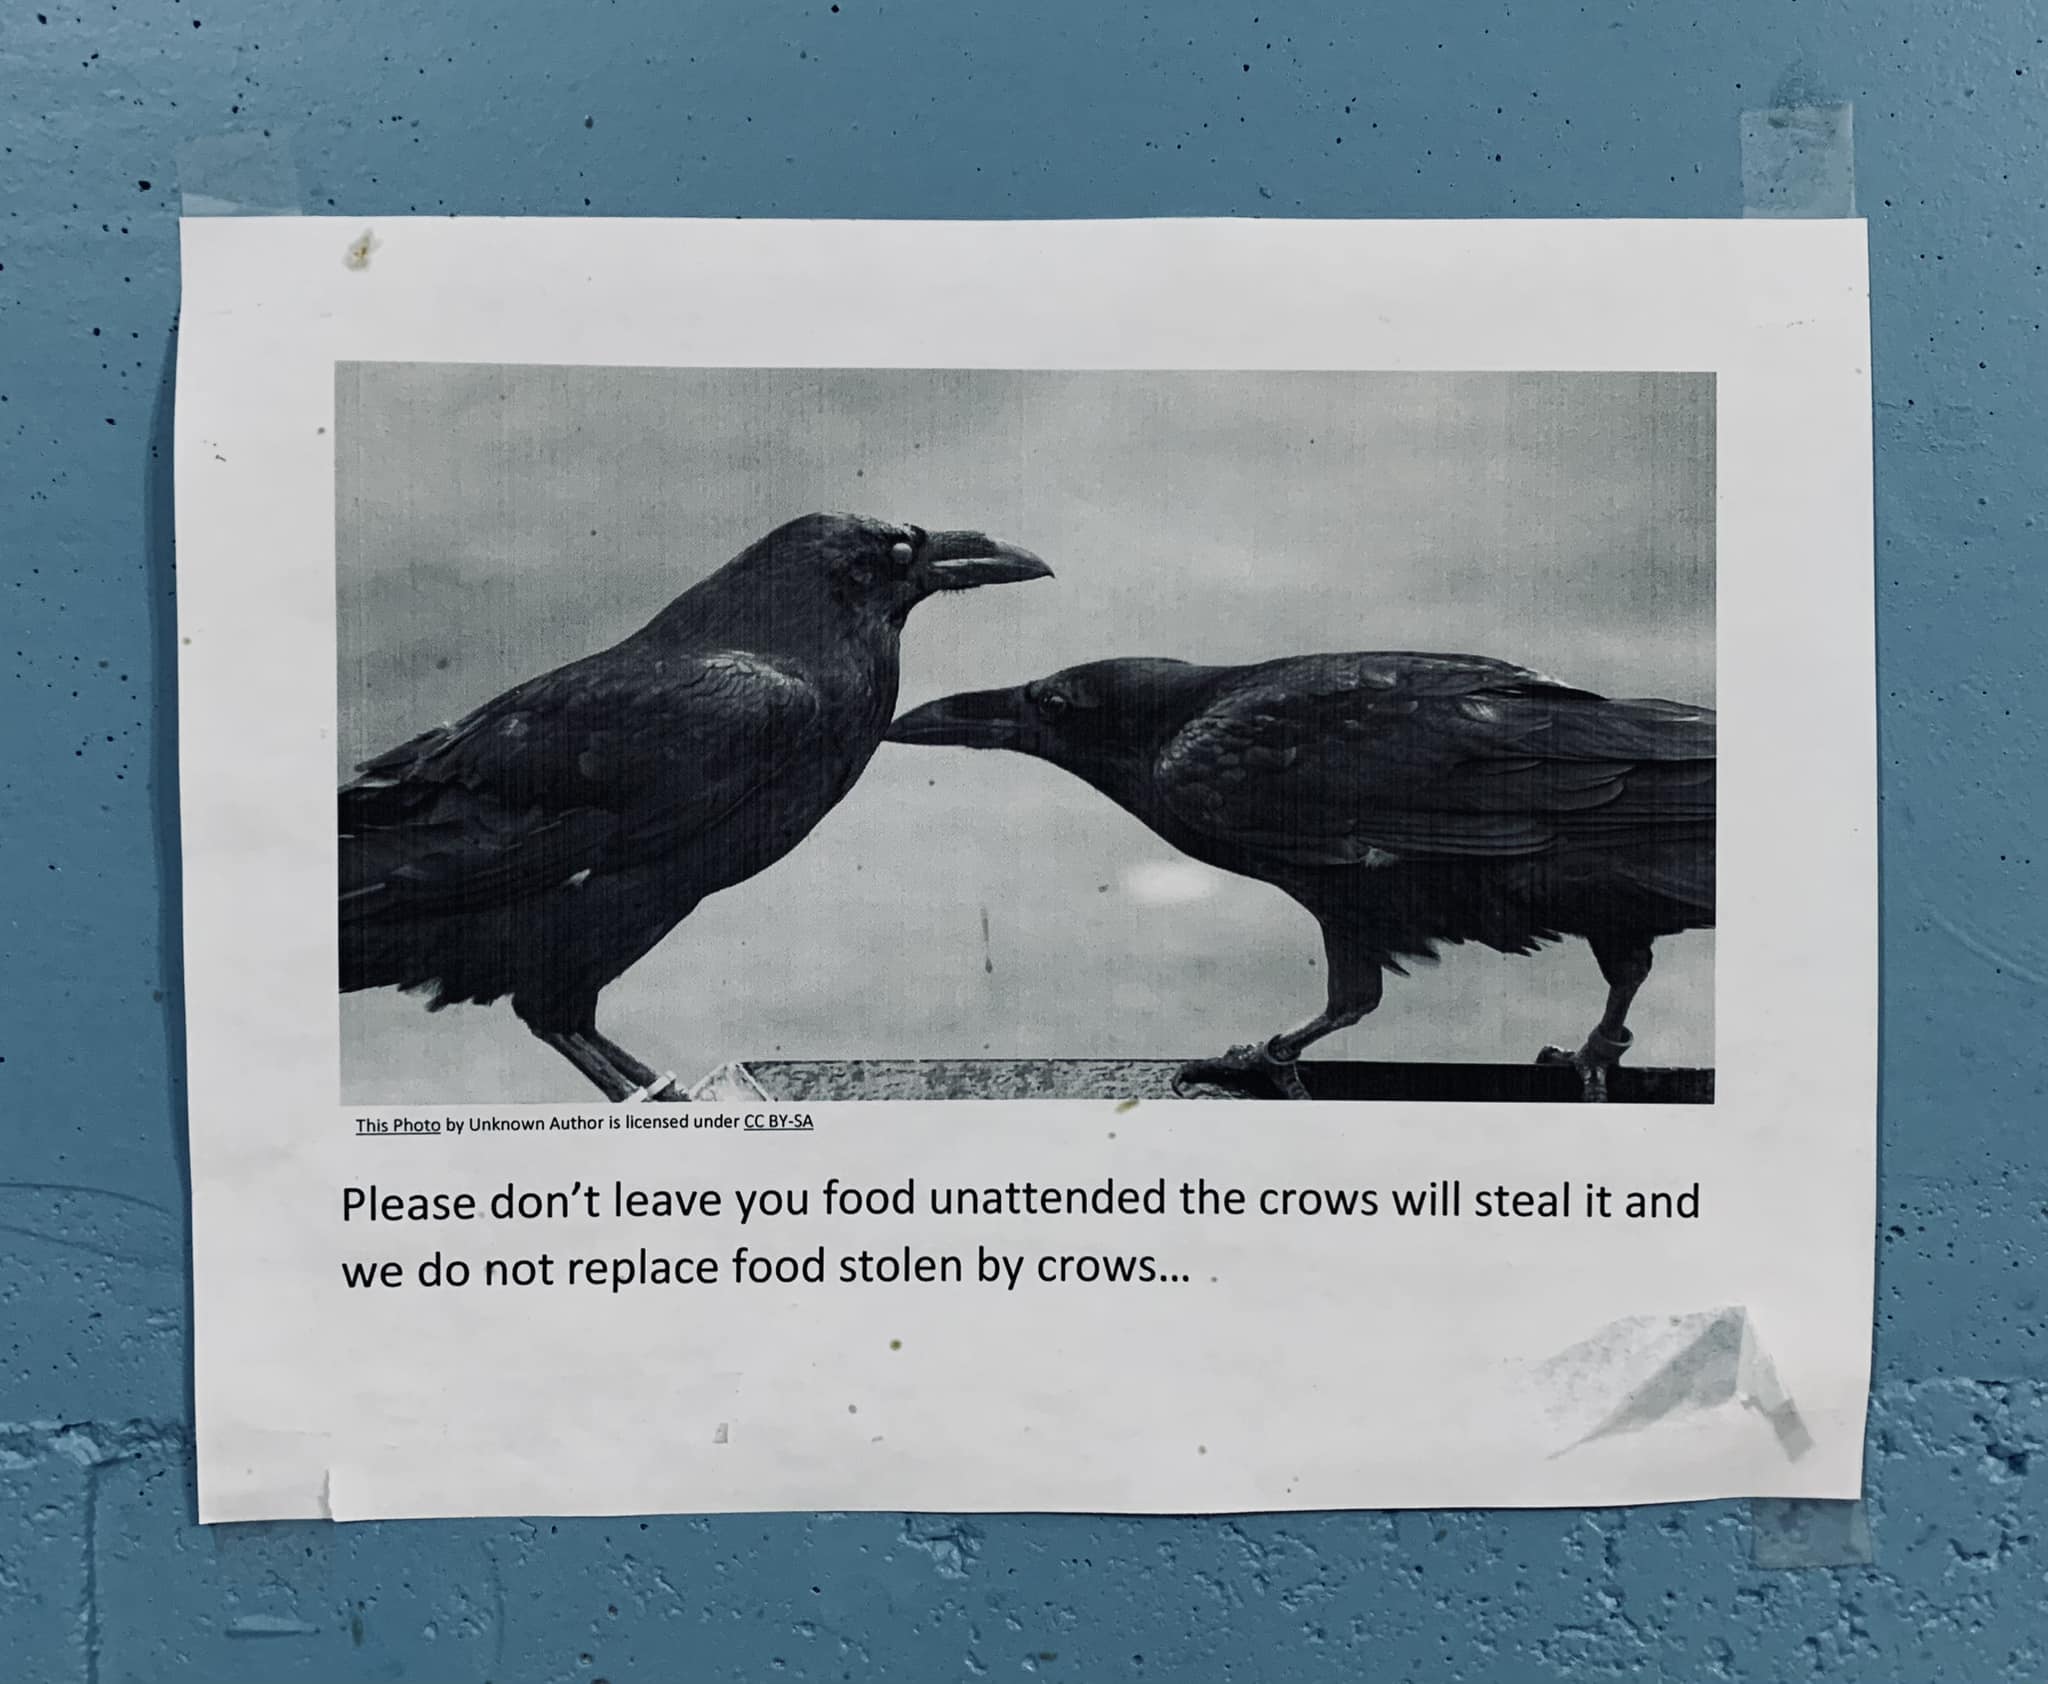 This Photo by Unknown Author is licensed under CC BY-SA
Please don’t leave you food unattended the crows will steal it and
we do not replace food stolen by crows...